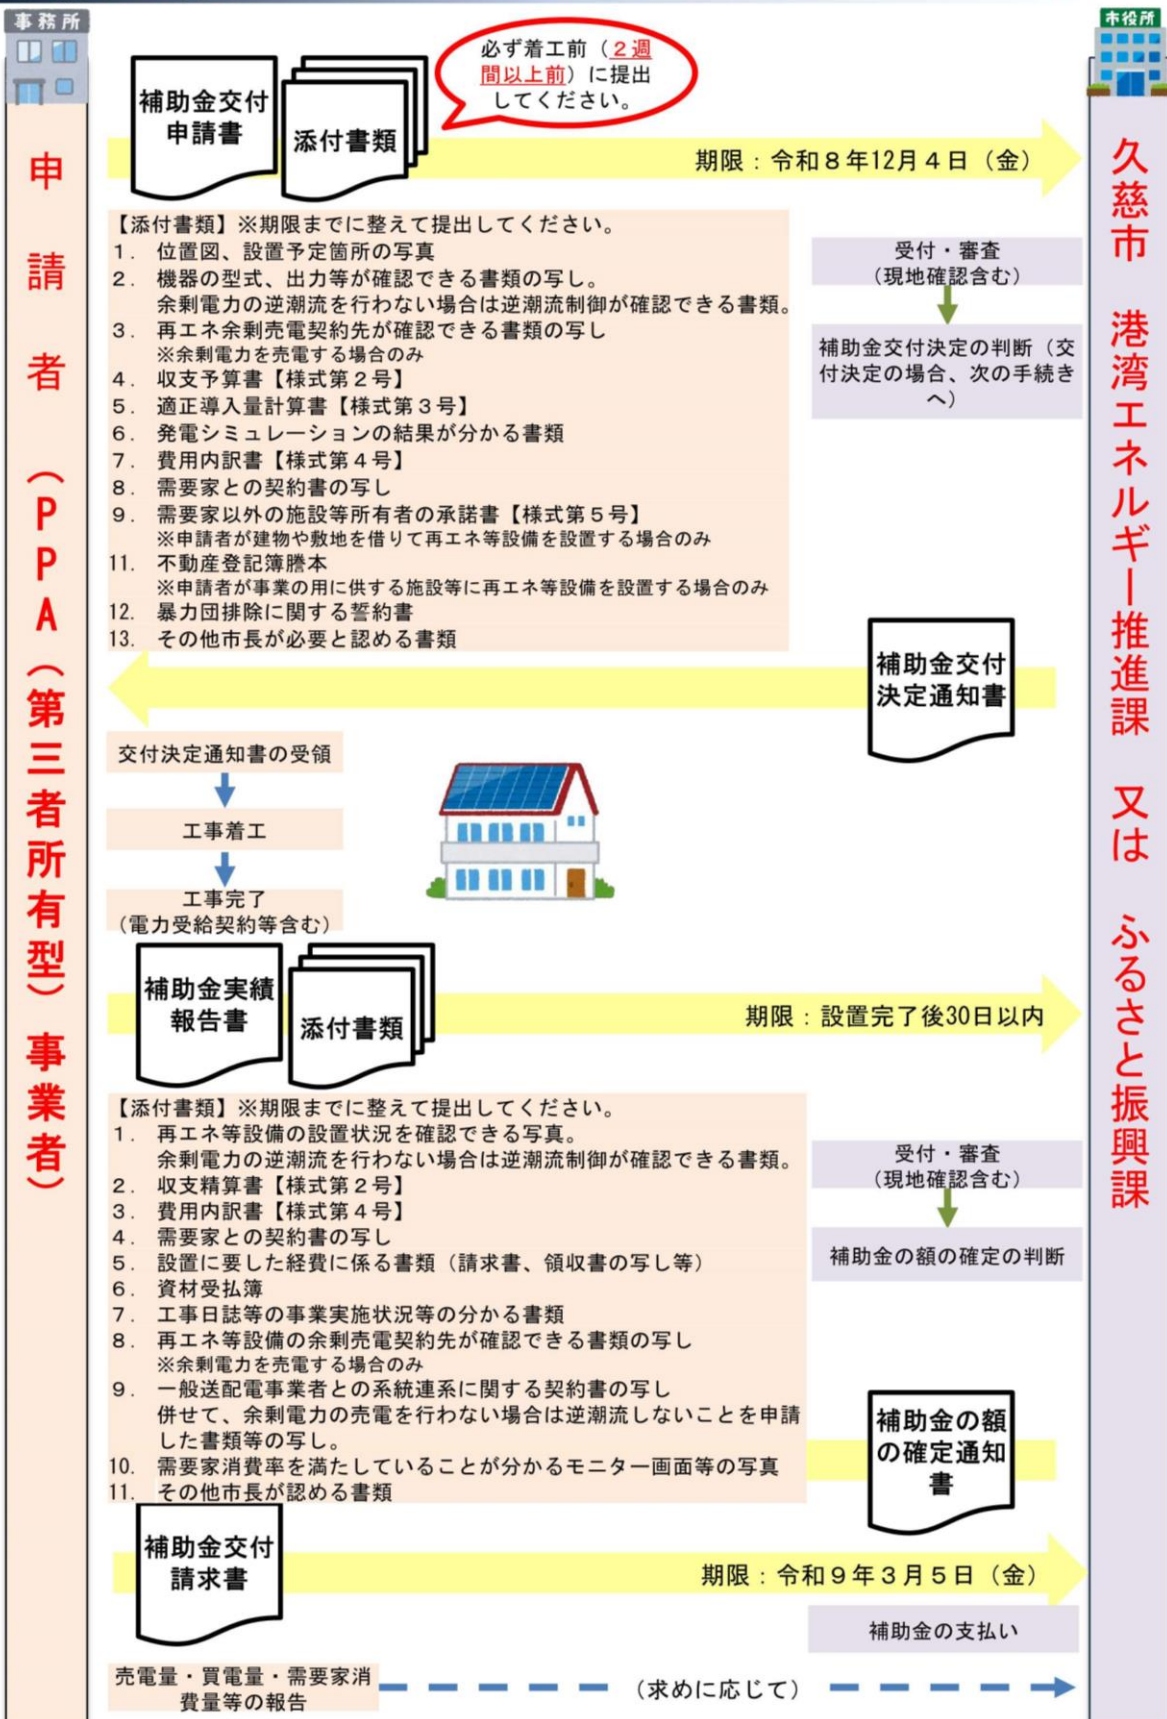 事務所
市役所
申請者（ＰＰＡ（第三者所有型）事業者）
久慈市　港湾エネルギー推進課　又は　ふるさと振興課
補助金交付
申請書
添付書類
必ず着工前（２週
間以上前）に提出
してください。
期限：令和８年12月４日（金）
【添付書類】※期限までに整えて提出してください。
１．　位置図、設置予定箇所の写真
２．　機器の型式、出力等が確認できる書類の写し。
余剰電力の逆潮流を行わない場合は逆潮流制御が確認できる書類。
３．　再エネ余剰売電契約先が確認できる書類の写し
※余剰電力を売電する場合のみ
４．　収支予算書【様式第２号】
５．　適正導入量計算書【様式第３号】
６．　発電シミュレーションの結果が分かる書類
７．　費用内訳書【様式第４号】
８．　需要家との契約書の写し
９．　需要家以外の施設等所有者の承諾書【様式第５号】
※申請者が建物や敷地を借りて再エネ等設備を設置する場合のみ
11.　不動産登記簿謄本
※申請者が事業の用に供する施設等に再エネ等設備を設置する場合のみ
12.　暴力団排除に関する誓約書
13.　その他市長が必要と認める書類
受付・審査
（現地確認含む）
補助金交付決定の判断（交
付決定の場合、次の手続き
へ）
補助金交付
決定通知書
交付決定通知書の受領
工事着工
工事完了
（電力受給契約等含む）
補助金実績
報告書
添付書類
期限：設置完了後30日以内
【添付書類】※期限までに整えて提出してください。
１．　再エネ等設備の設置状況を確認できる写真。
余剰電力の逆潮流を行わない場合は逆潮流制御が確認できる書類。
２．　収支精算書【様式第２号】
３．　費用内訳書【様式第４号】
４．　需要家との契約書の写し
５．　設置に要した経費に係る書類（請求書、領収書の写し等）
６．　資材受払簿
７．　工事日誌等の事業実施状況等の分かる書類
８．　再エネ等設備の余剰売電契約先が確認できる書類の写し
※余剰電力を売電する場合のみ
９．　一般送配電事業者との系統連系に関する契約書の写し
併せて、余剰電力の売電を行わない場合は逆潮流しないことを申請
した書類等の写し。
10.　需要家消費率を満たしていることが分かるモニター画面等の写真
11.　その他市長が認める書類
受付・審査
（現地確認含む）
補助金の額の確定の判断
補助金の額
の確定通知
書
補助金交付
請求書
期限：令和９年３月５日（金）
補助金の支払い
売電量・買電量・需要家消
費量等の報告
（求めに応じて）